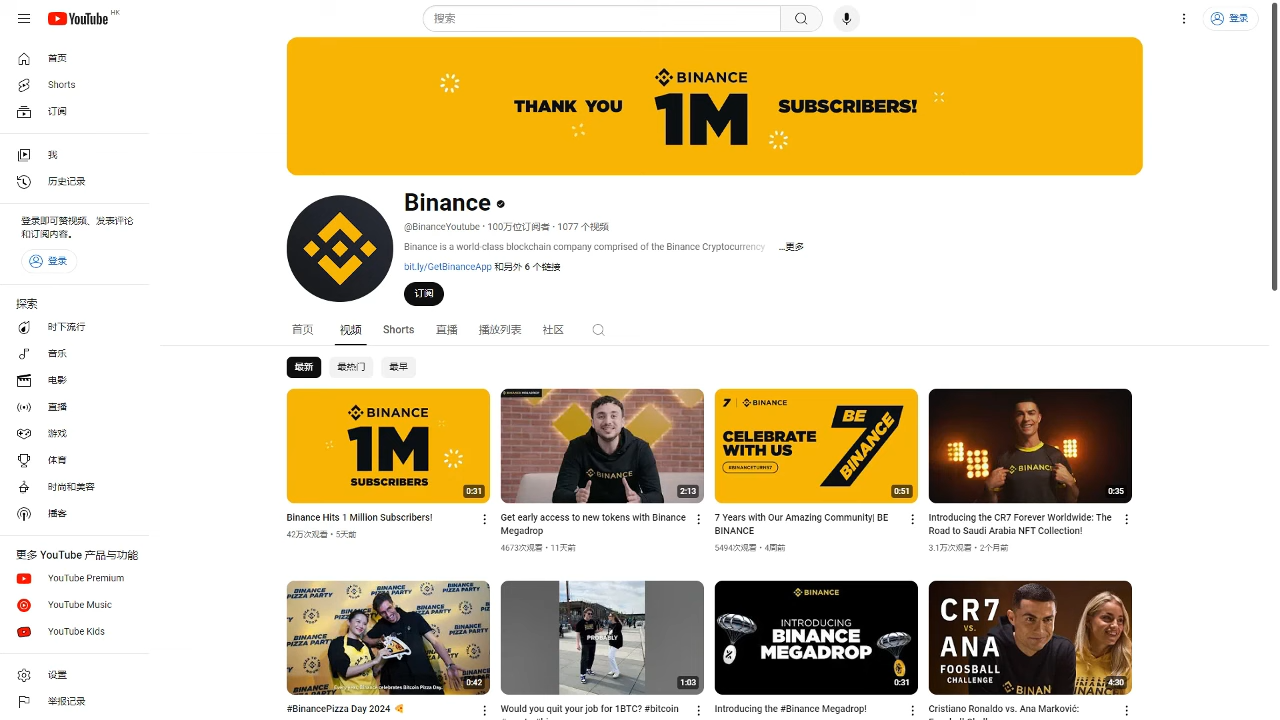 YouTube HK
搜索
登录
首页
Shorts
订阅
我
历史记录
登录即可赞视频、发表评论
和订阅内容。
登录
探索
时下流行
音乐
电影
直播
游戏
体育
时尚和美容
播客
更多 YouTube 产品与功能
YouTube Premium
YouTube Music
YouTube Kids
设置
举报记录
BINANCE
THANK YOU 1M SUBSCRIBERS!
Binance
@BinanceYoutube · 100万位订阅者 · 1077 个视频
Binance is a world-class blockchain company comprised of the Binance Cryptocurrency ...更多
bit.ly/GetBinanceApp 和另外 6 个链接
订阅
首页 视频 Shorts 直播 播放列表 社区
最新 最热门 最早
BINANCE
1M
SUBSCRIBERS
0:31
Binance Hits 1 Million Subscribers!
42万次观看 · 5天前
BINANCE MEGADROP
BINANCE
2:13
Get early access to new tokens with Binance
Megadrop
4673次观看 · 11天前
7 | BINANCE
CELEBRATE
WITH US
#BINANCETURNS7
BE
BINANCE
0:51
7 Years with Our Amazing Community| BE
BINANCE
5494次观看 · 4周前
BINANCE
0:35
Introducing the CR7 Forever Worldwide: The
Road to Saudi Arabia NFT Collection!
3.1万次观看 · 2个月前
BINANCE
PIZZA PARTY
Every year Binance celebrates Bitcoin Pizza Day.
0:42
#BinancePizza Day 2024 🍕
PROBABLY
1:03
Would you quit your job for 1BTC? #bitcoin
BINANCE
INTRODUCING
BINANCE
MEGADROP
0:31
Introducing the #Binance Megadrop!
CR7
VS.
ANA
FOOSBALL
CHALLENGE
BINAN
4:30
Cristiano Ronaldo vs. Ana Marković: